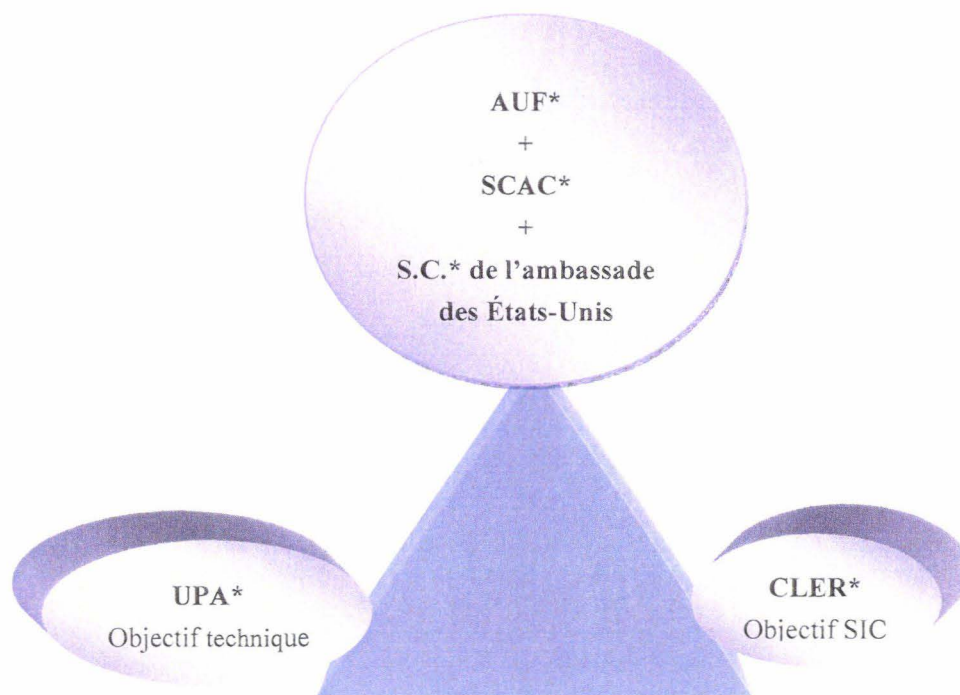 AUF*
+
SCAC*
+
S.C.* de l'ambassade
des États-Unis
UPA*
Objectif technique
CLER*
Objectif SIC